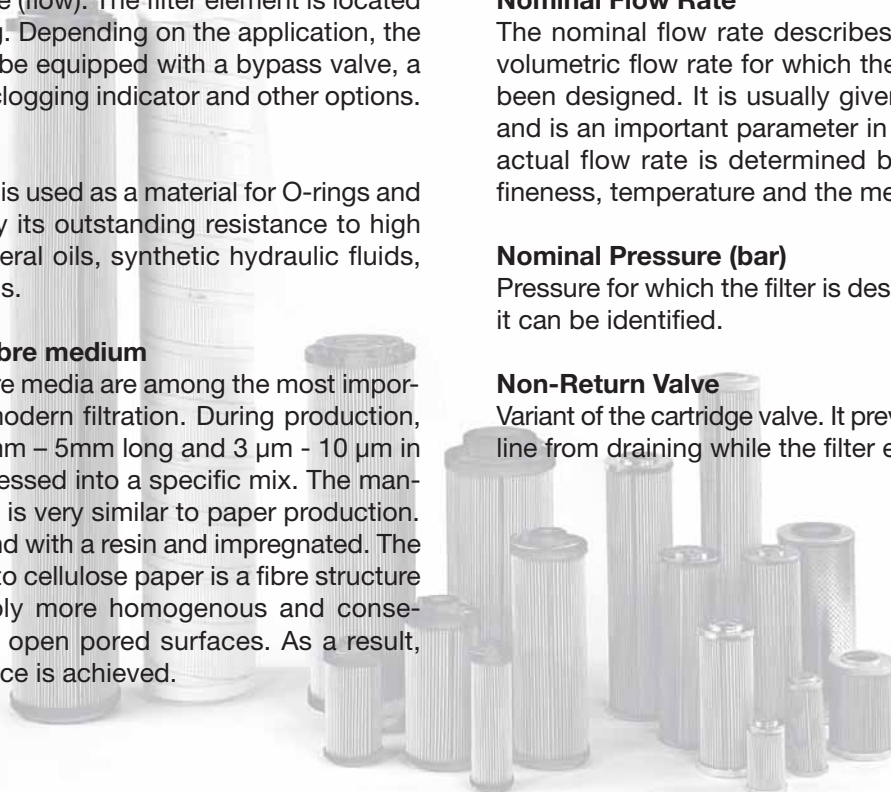 e (flow). The filter element is located
g. Depending on the application, the
be equipped with a bypass valve, a
clogging indicator and other options.
is used as a material for O-rings and
y its outstanding resistance to high
eral oils, synthetic hydraulic fluids,
s.
bre medium
re media are among the most impor-
nodern filtration. During production,
nm – 5mm long and 3 µm - 10 µm in
essed into a specific mix. The man-
is very similar to paper production.
nd with a resin and impregnated. The
to cellulose paper is a fibre structure
bly more homogenous and conse-
open pored surfaces. As a result,
ce is achieved.
Nominal Flow Rate
The nominal flow rate describes
volumetric flow rate for which the
been designed. It is usually given
and is an important parameter in
actual flow rate is determined b
fineness, temperature and the me
Nominal Pressure (bar)
Pressure for which the filter is des
it can be identified.
Non-Return Valve
Variant of the cartridge valve. It prev
line from draining while the filter e